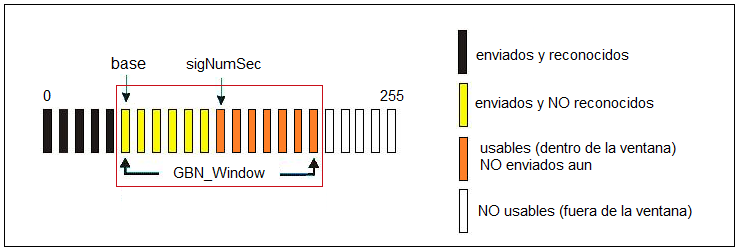 base sigNumSec
0 255
GBN_Window
enviados y reconocidos
enviados y NO reconocidos
usables (dentro de la ventana)
NO enviados aun
NO usables (fuera de la ventana)